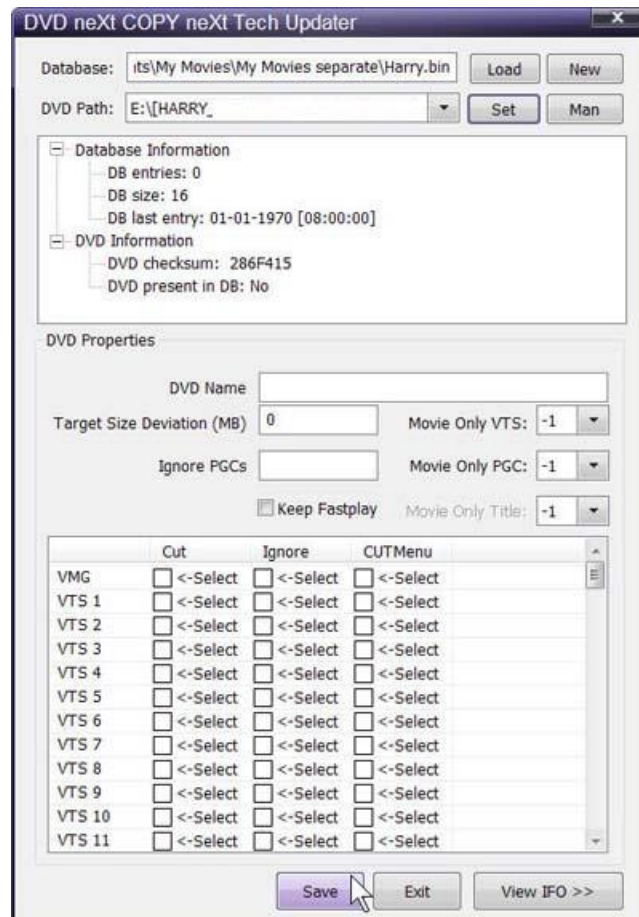 DVD neXt COPY neXt Tech Updater
Database: ıts\My Movies\My Movies separate\Harry.bin Load New
DVD Path: E:\[HARRY_ Set Man
Database Information
DB entries: 0
DB size: 16
DB last entry: 01-01-1970 [08:00:00]
DVD Information
DVD checksum: 286F415
DVD present in DB: No
DVD Properties
DVD Name
Target Size Deviation (MB) 0 Movie Only VTS: -1
Ignore PGCs Movie Only PGC: -1
Keep Fastplay Movie Only Title: -1
Cut Ignore CUTMenu
VMG <-Select <-Select <-Select
VTS 1 <-Select <-Select <-Select
VTS 2 <-Select <-Select <-Select
VTS 3 <-Select <-Select <-Select
VTS 4 <-Select <-Select <-Select
VTS 5 <-Select <-Select <-Select
VTS 6 <-Select <-Select <-Select
VTS 7 <-Select <-Select <-Select
VTS 8 <-Select <-Select <-Select
VTS 9 <-Select <-Select <-Select
VTS 10 <-Select <-Select <-Select
VTS 11 <-Select <-Select <-Select
Save Exit View IFO >>